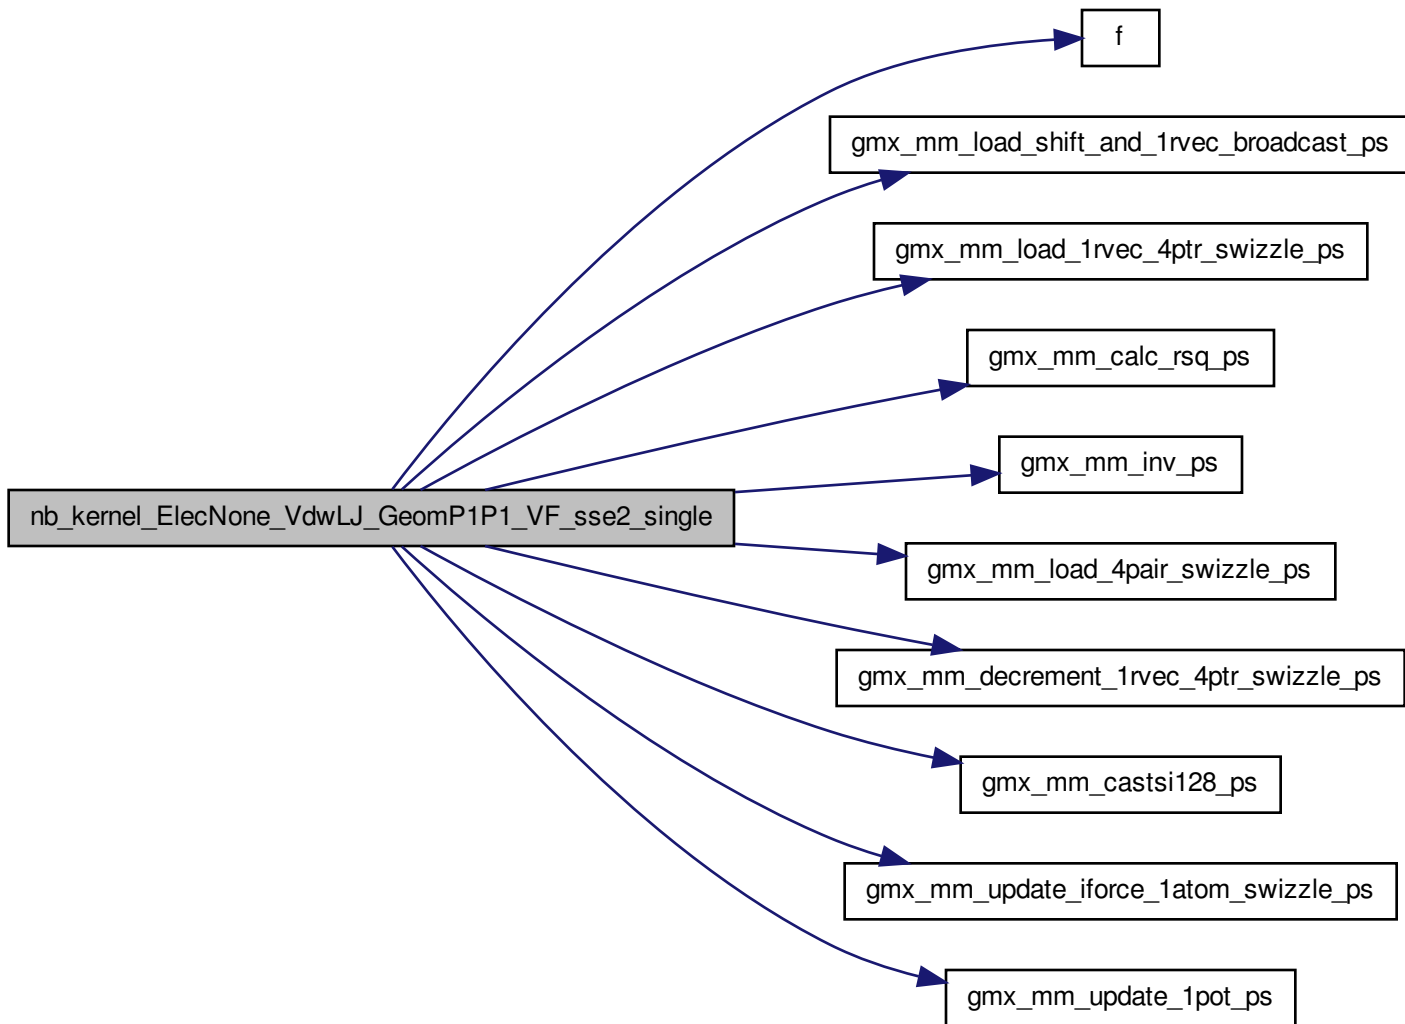 f
gmx_mm_load_shift_and_1rvec_broadcast_ps
gmx_mm_load_1rvec_4ptr_swizzle_ps
gmx_mm_calc_rsq_ps
gmx_mm_inv_ps
nb_kernel_ElecNone_VdwLJ_GeomP1P1_VF_sse2_single
gmx_mm_load_4pair_swizzle_ps
gmx_mm_decrement_1rvec_4ptr_swizzle_ps
gmx_mm_castsi128_ps
gmx_mm_update_iforce_1atom_swizzle_ps
gmx_mm_update_1pot_ps